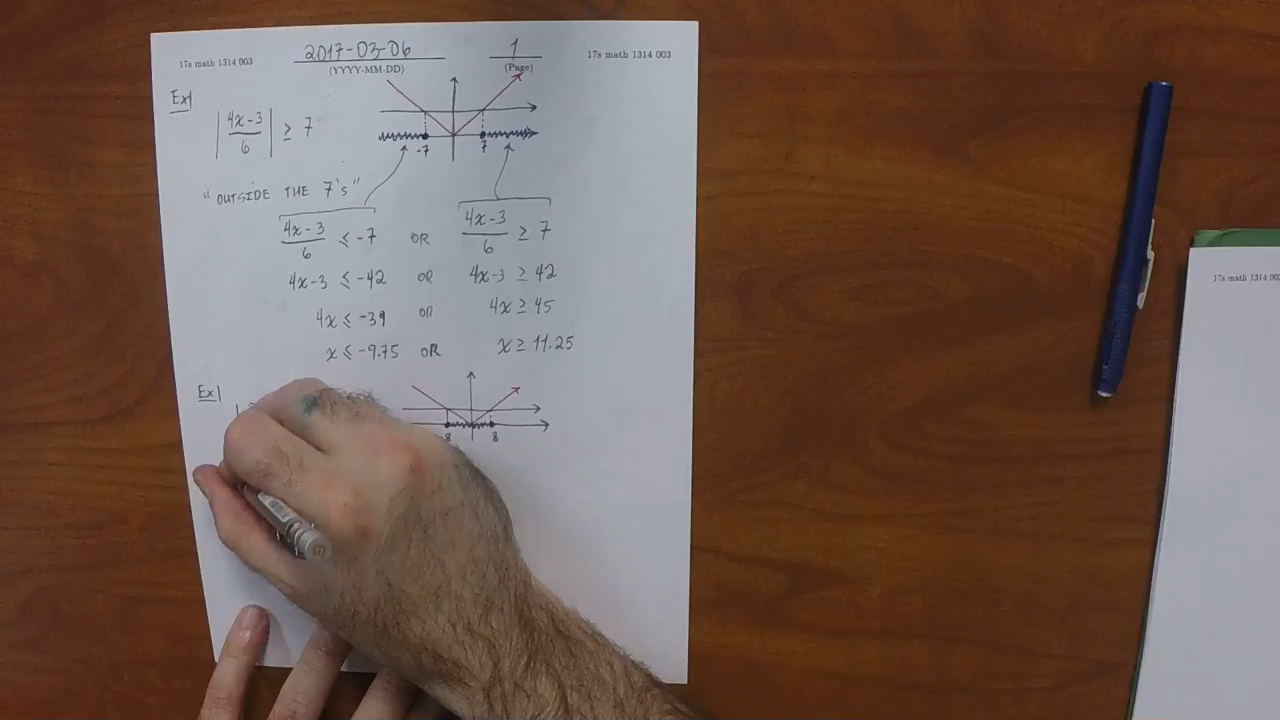 17s math 1314 003 2017-03-06 1 17s math 1314 003
(YYYY-MM-DD) (Page)
Ex|
|4x-3/6| ≥ 7
-7 7
"OUTSIDE THE 7's"
4x-3/6 ≤ -7 OR 4x-3/6 ≥ 7
4x-3 ≤ -42 OR 4x-3 ≥ 42
4x ≤ -39 OR 4x ≥ 45
x ≤ -9.75 OR x ≥ 11.25
Ex|
8 8
17s math 1314